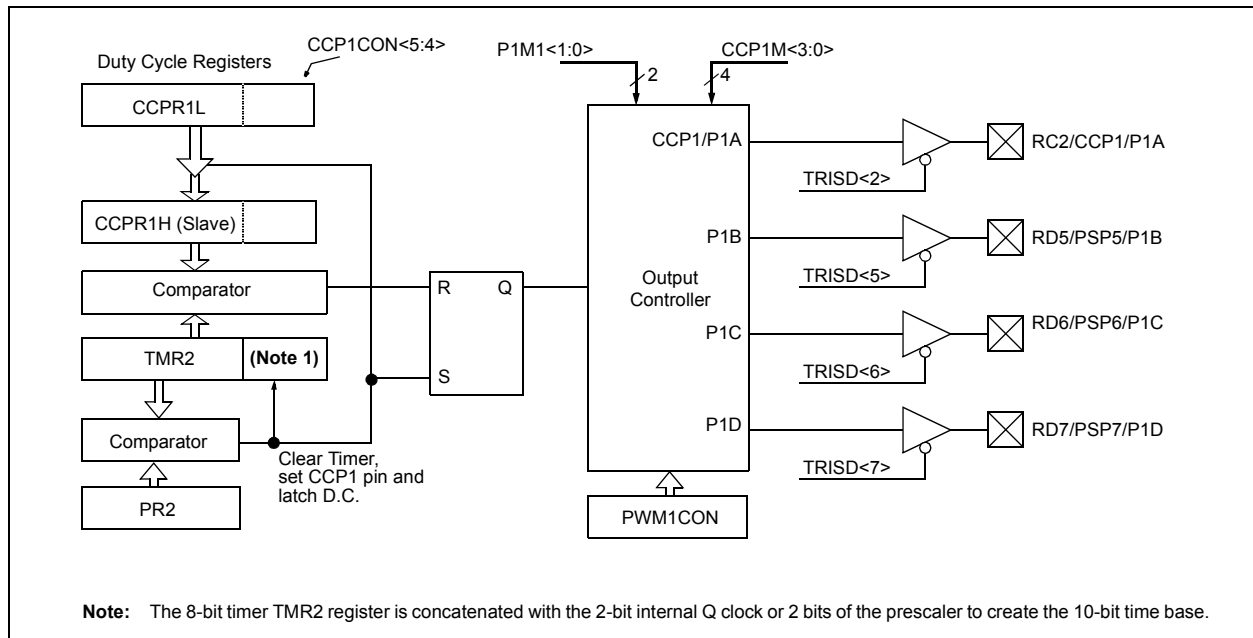 CCP1CON<5:4>
Duty Cycle Registers
CCPR1L
CCPR1H (Slave)
Comparator
TMR2
(Note 1)
Comparator
PR2
Clear Timer,
set CCP1 pin and
latch D.C.
R
Q
S
P1M1<1:0>
2
CCP1M<3:0>
4
Output
Controller
CCP1/P1A
P1B
P1C
P1D
PWM1CON
TRISD<2>
RC2/CCP1/P1A
TRISD<5>
RD5/PSP5/P1B
TRISD<6>
RD6/PSP6/P1C
TRISD<7>
RD7/PSP7/P1D
Note: The 8-bit timer TMR2 register is concatenated with the 2-bit internal Q clock or 2 bits of the prescaler to create the 10-bit time base.